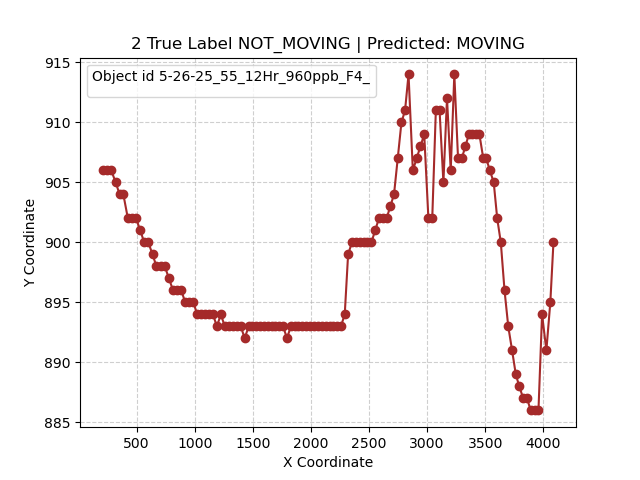 2 True Label NOT_MOVING | Predicted: MOVING
Object id 5-26-25_55_12Hr_960ppb_F4_
915
910
905
900
895
890
885
Y Coordinate
500 1000 1500 2000 2500 3000 3500 4000
X Coordinate